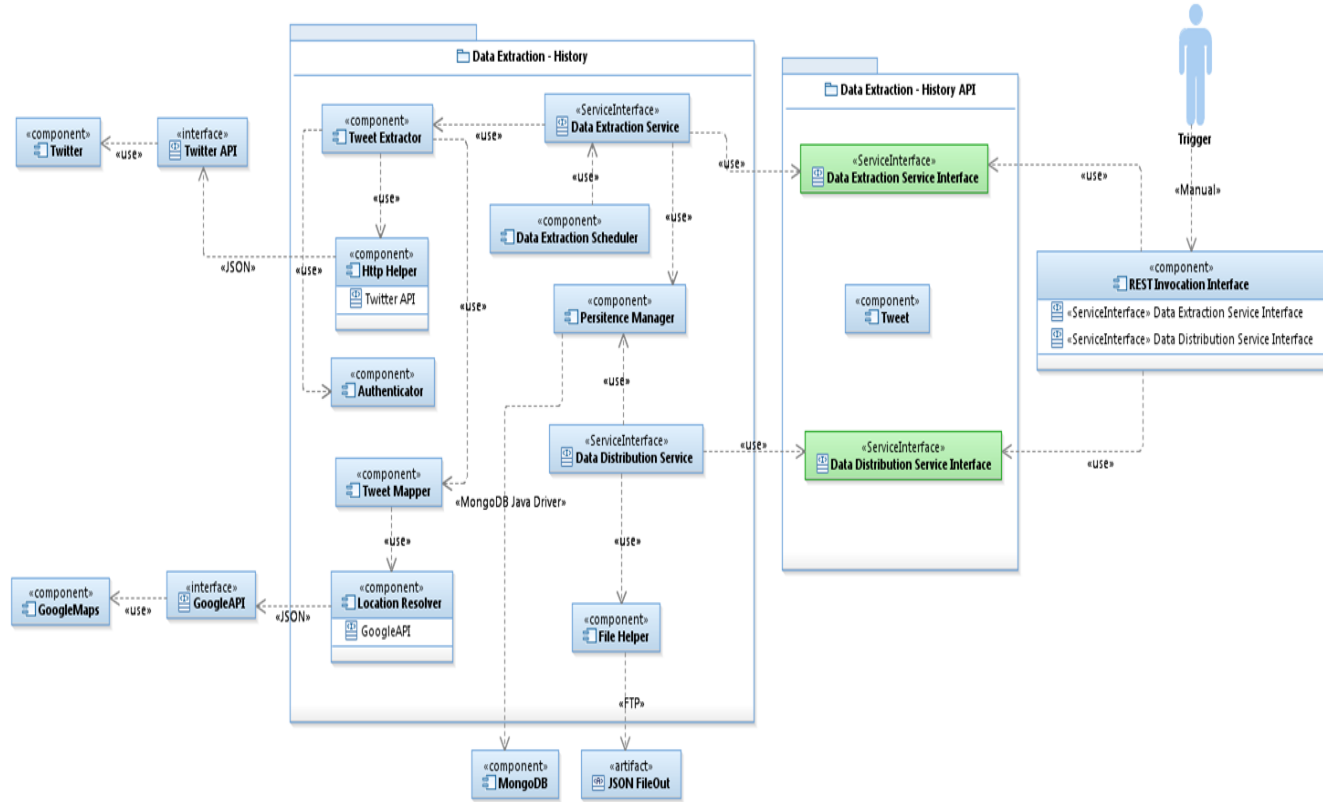 Data Extraction - History
Data Extraction - History API
Trigger
«Manual»
«component»
Twitter
«use»
«interface»
Twitter API
«component»
Tweet Extractor
«use»
«ServiceInterface»
Data Extraction Service
«use»
«ServiceInterface»
Data Extraction Service Interface
«use»
«use»
«use»
«use»
«component»
Data Extraction Scheduler
«JSON»
«use»
«component»
Http Helper
Twitter API
«use»
«component»
Persitence Manager
«component»
Tweet
«component»
REST Invocation Interface
«ServiceInterface» Data Extraction Service Interface
«ServiceInterface» Data Distribution Service Interface
«component»
Authenticator
«use»
«ServiceInterface»
Data Distribution Service
«use»
«ServiceInterface»
Data Distribution Service Interface
«use»
«component»
Tweet Mapper
«MongoDB Java Driver»
«use»
«use»
«component»
GoogleMaps
«use»
«interface»
GoogleAPI
«JSON»
«component»
Location Resolver
GoogleAPI
«component»
File Helper
«FTP»
«component»
MongoDB
«artifact»
JSON FileOut